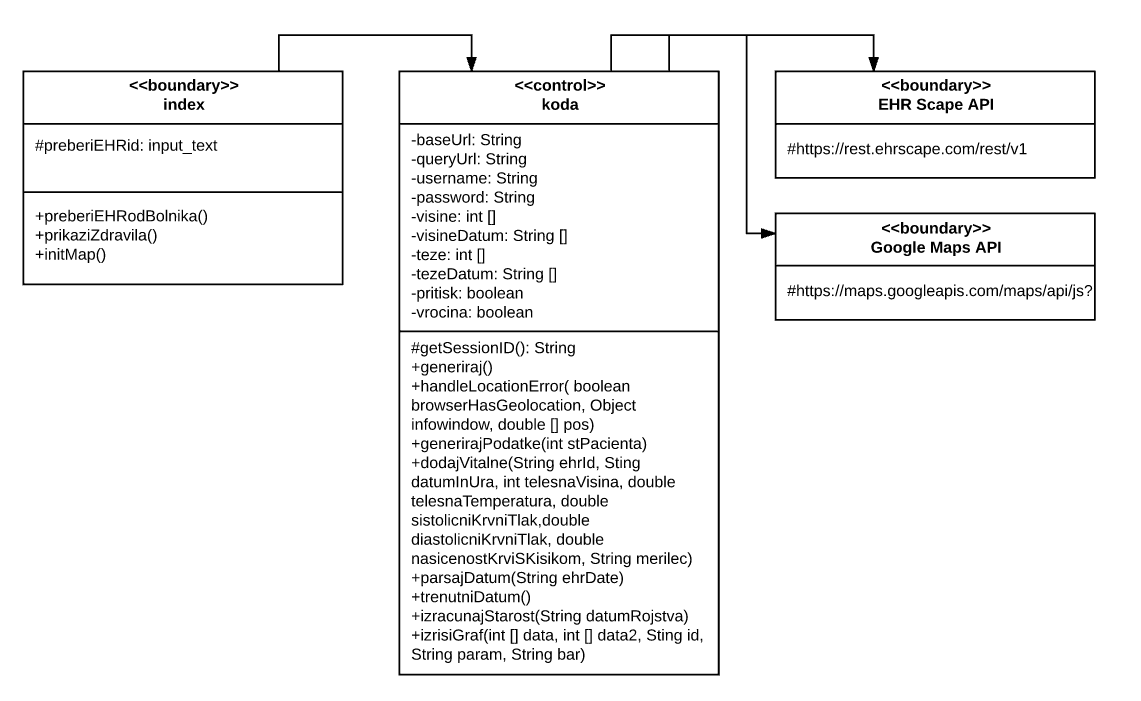 <<boundary>>
index
#preberiEHRid: input_text
+preberiEHRodBolnika()
+prikaziZdravila()
+initMap()
<<control>>
koda
-baseUrl: String
-queryUrl: String
-username: String
-password: String
-visine: int []
-visineDatum: String []
-teze: int []
-tezeDatum: String []
-pritisk: boolean
-vrocina: boolean
#getSessionID(): String
+generiraj()
+handleLocationError( boolean
browserHasGeolocation, Object
infowindow, double [] pos)
+generirajPodatke(int stPacienta)
+dodajVitalne(String ehrId, Sting
datumInUra, int telesnaVisina, double
telesnaTemperatura, double
sistolicniKrvniTlak,double
diastolicniKrvniTlak, double
nasicenostKrviSKisikom, String merilec)
+parsajDatum(String ehrDate)
+trenutniDatum()
+izracunajStarost(String datumRojstva)
+izrisiGraf(int [] data, int [] data2, Sting id,
String param, String bar)
<<boundary>>
EHR Scape API
#https://rest.ehrscape.com/rest/v1
<<boundary>>
Google Maps API
#https://maps.googleapis.com/maps/api/js?